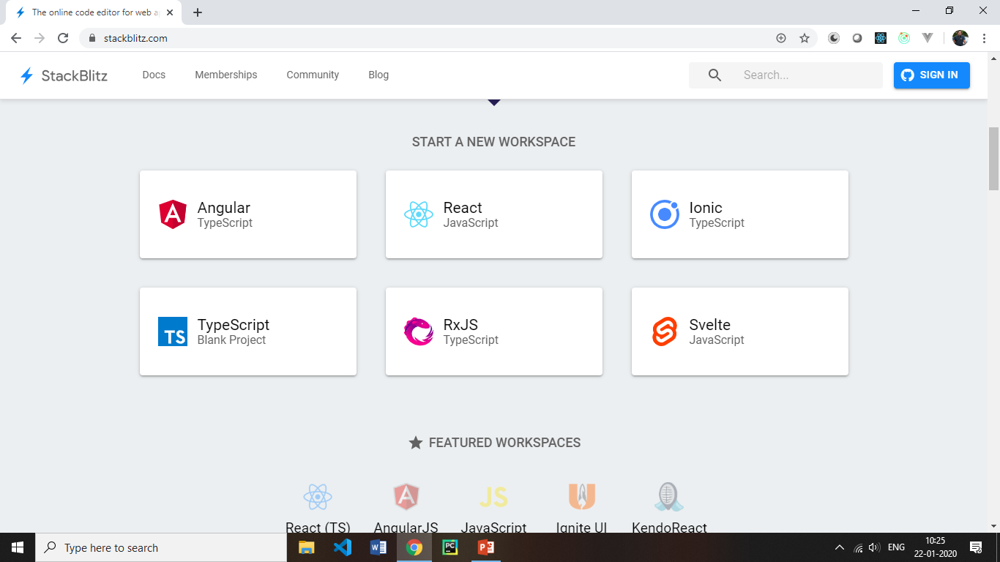 The online code editor for web a
stackblitz.com
StackBlitz
Docs
Memberships
Community
Blog
Search...
SIGN IN
START A NEW WORKSPACE
Angular
TypeScript
React
JavaScript
Ionic
TypeScript
TS
TypeScript
Blank Project
RxJS
TypeScript
Svelte
JavaScript
FEATURED WORKSPACES
JS
React (TS)
AngularJS
JavaScript
Ignite UI
KendoReact
Type here to search
ENG
10:25
22-01-2020